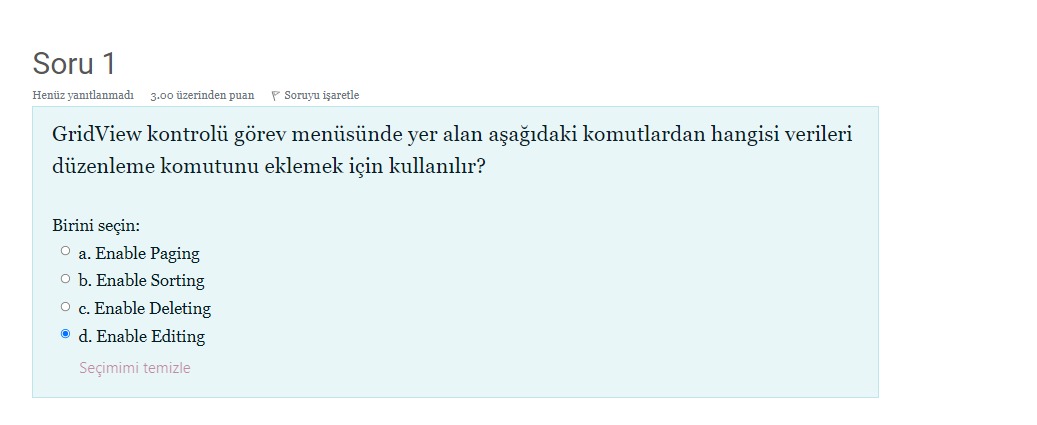 Soru 1
Henüz yanıtlanmadı 3.00 üzerinden puan Soruyu işaretle
GridView kontrolü görev menüsünde yer alan aşağıdaki komutlardan hangisi verileri
düzenleme komutunu eklemek için kullanılır?
Birini seçin:
a. Enable Paging
b. Enable Sorting
c. Enable Deleting
d. Enable Editing
Seçimimi temizle